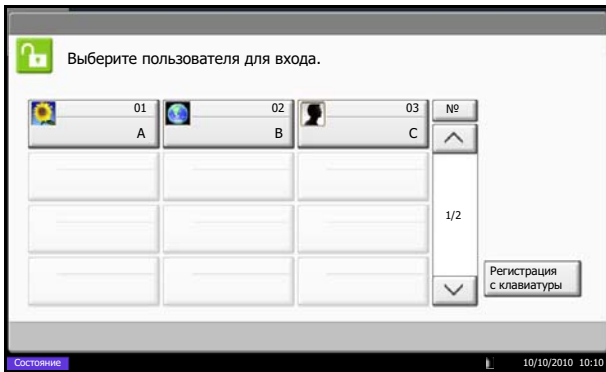 Выберите пользователя для входа.
01
A
02
B
03
C
№
1/2
Регистрация
с клавиатуры
Состояние
10/10/2010 10:10